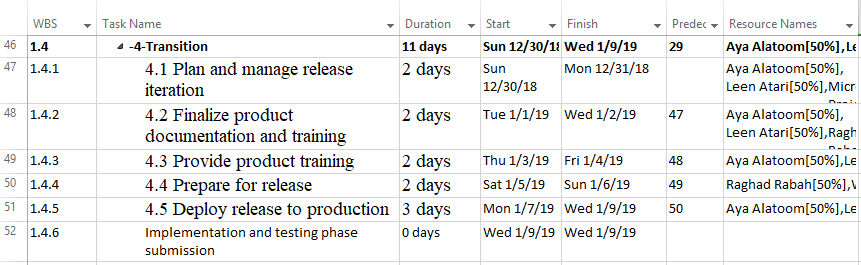 WBS Task Name Duration Start Finish Predec Resource Names
46 1.4 -4-Transition 11 days Sun 12/30/18 Wed 1/9/19 29 Aya Alatoom[50%],Le
47 1.4.1 4.1 Plan and manage release 2 days Sun Mon 12/31/18 Aya Alatoom[50%],
iteration 12/30/18 Leen Atari[50%],Micr
48 1.4.2 4.2 Finalize product 2 days Tue 1/1/19 Wed 1/2/19 47 Aya Alatoom[50%],
documentation and training Leen Atari[50%],Ragh
49 1.4.3 4.3 Provide product training 2 days Thu 1/3/19 Fri 1/4/19 48 Aya Alatoom[50%],Le
50 1.4.4 4.4 Prepare for release 2 days Sat 1/5/19 Sun 1/6/19 49 Raghad Rabah[50%],
51 1.4.5 4.5 Deploy release to production 3 days Mon 1/7/19 Wed 1/9/19 50 Aya Alatoom[50%],Le
52 1.4.6 Implementation and testing phase 0 days Wed 1/9/19 Wed 1/9/19
submission